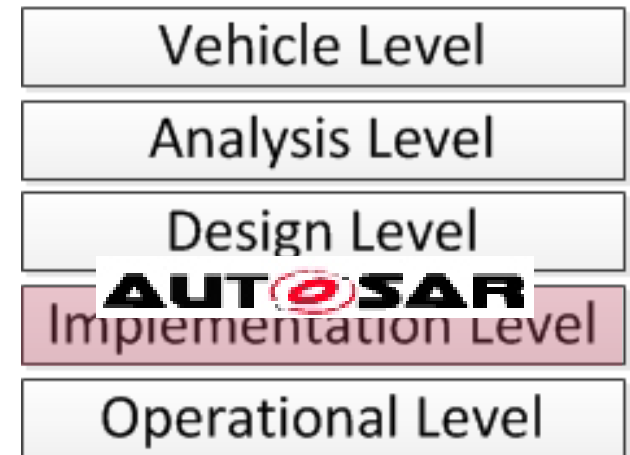 Vehicle Level
Analysis Level
Design Level
AUTOSAR
Implementation Level
Operational Level